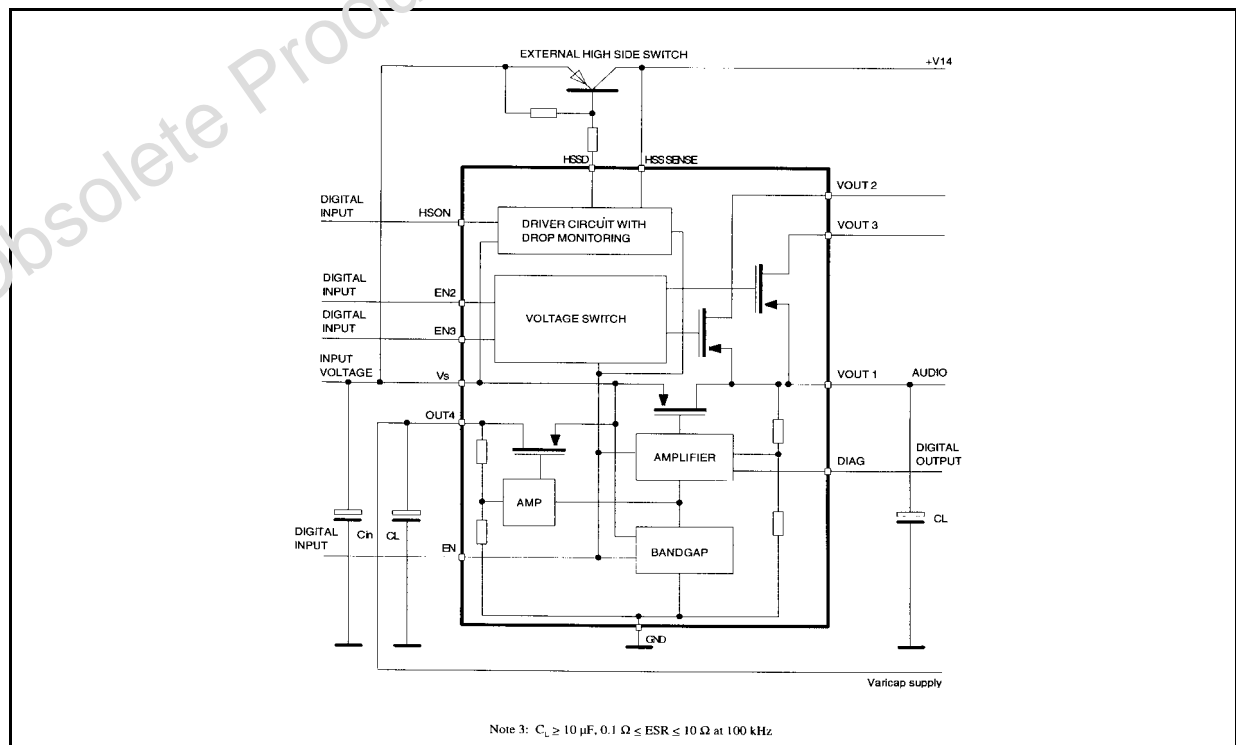 Obsolete Produ
EXTERNAL HIGH SIDE SWITCH
+V14
HSSD
HSS SENSE
VOUT 2
DIGITAL
INPUT
HSON
DRIVER CIRCUIT WITH
DROP MONITORING
VOUT 3
DIGITAL
INPUT
EN2
DIGITAL
INPUT
EN3
VOLTAGE SWITCH
INPUT
VOLTAGE
Vs
VOUT 1
AUDIO
OUT4
AMPLIFIER
DIAG
DIGITAL
OUTPUT
AMP
Cin
CL
CL
DIGITAL
INPUT
EN
BANDGAP
GND
Varicap supply
Note 3: C_L ≥ 10 µF, 0.1 Ω ≤ ESR ≤ 10 Ω at 100 kHz